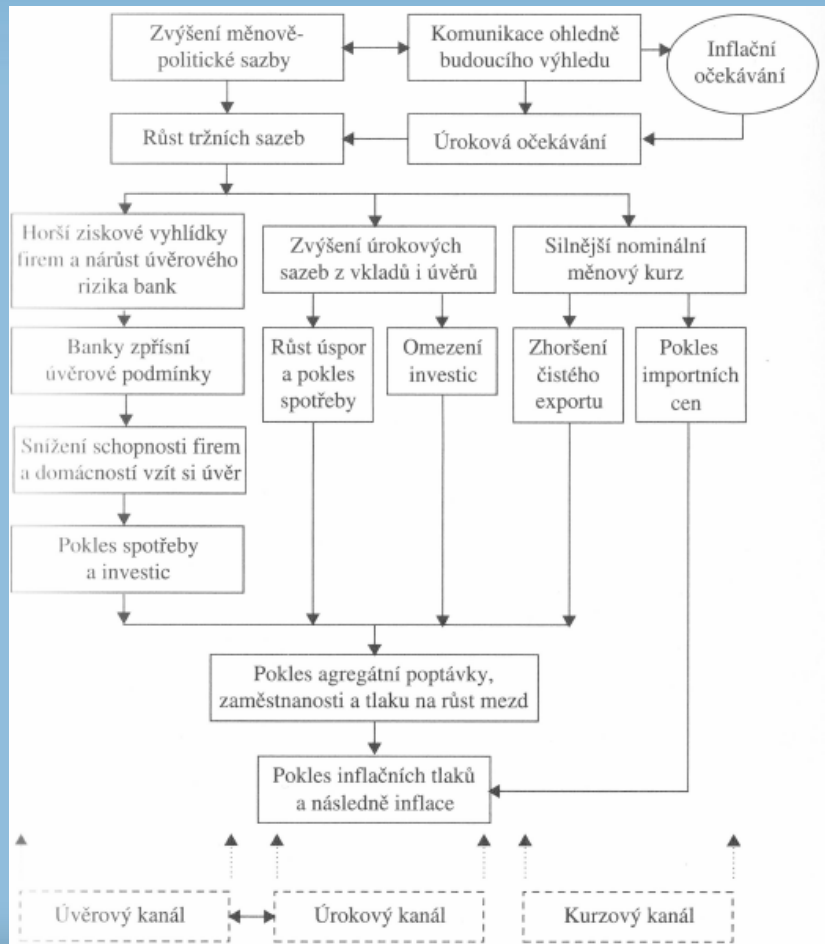 Zvýšení měnově-
politické sazby
Komunikace ohledně
budoucího výhledu
Inflační
očekávání
Růst tržních sazeb
Úroková očekávání
Horší ziskové vyhlídky
firem a nárůst úvěrového
rizika bank
Zvýšení úrokových
sazeb z vkladů i úvěrů
Silnější nominální
měnový kurz
Banky zpřísní
úvěrové podmínky
Růst úspor
a pokles
spotřeby
Omezení
investic
Zhoršení
čistého
exportu
Pokles
importních
cen
Snížení schopnosti firem
a domácností vzít si úvěr
Pokles spotřeby
a investic
Pokles agregátní poptávky,
zaměstnanosti a tlaku na růst mezd
Pokles inflačních tlaků
a následně inflace
Úvěrový kanál
Úrokový kanál
Kurzový kanál